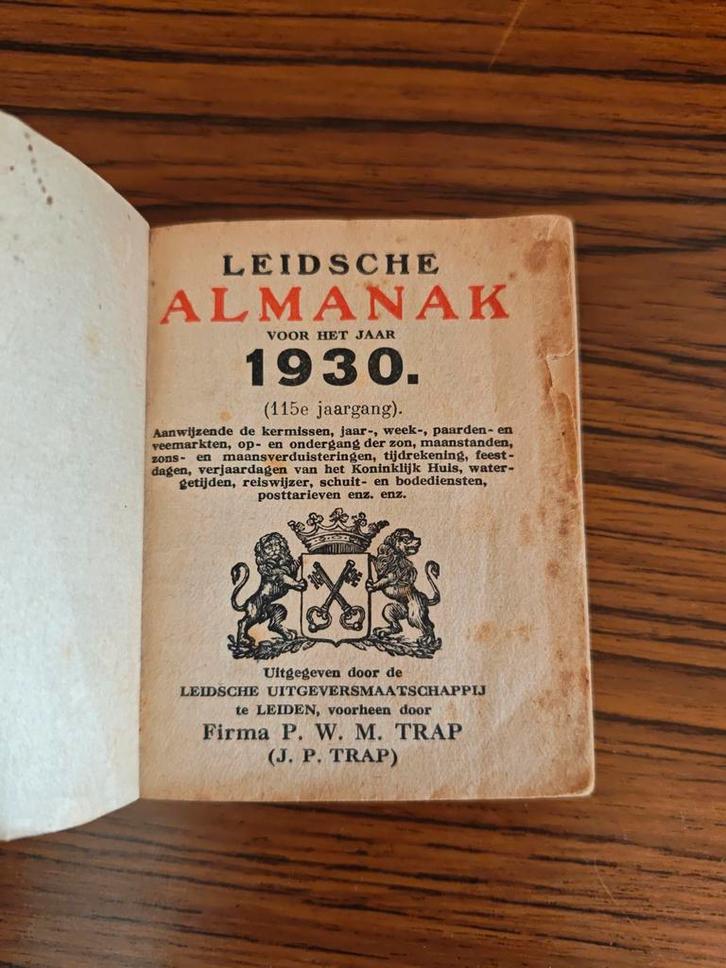 LEIDSCHE
ALMANAK
VOOR HET JAAR
1930.
(115e jaargang).
Aanwijzende de kermissen, jaar-, week-, paarden- en
veemarkten, op- en ondergang der zon, maanstanden,
zons- en maansverduisteringen, tijdrekening, feest-
dagen, verjaardagen van het Koninklijk Huis, water-
getijden, reiswijzer, schuit- en bodediensten,
posttarieven enz. enz.
Uitgegeven door de
LEIDSCHE UITGEVERSMAATSCHAPPIJ
te LEIDEN, voorheen door
Firma P. W. M. TRAP
(J. P. TRAP)